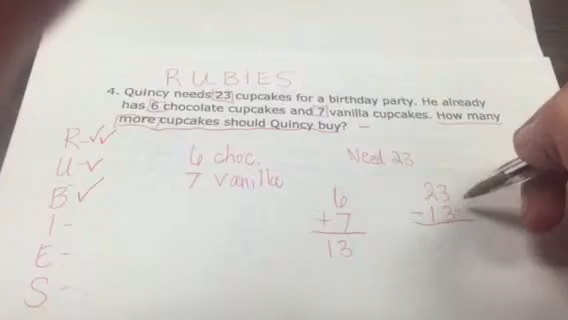 RUBIES
4. Quincy needs 23 cupcakes for a birthday party. He already
has 6 chocolate cupcakes and 7 vanilla cupcakes. How many
more cupcakes should Quincy buy? –
R-✓✓
U-✓
B-✓
I-
E-
S-
6 choc.
7 vanilla
Need 23
6
+7
13
23
-13